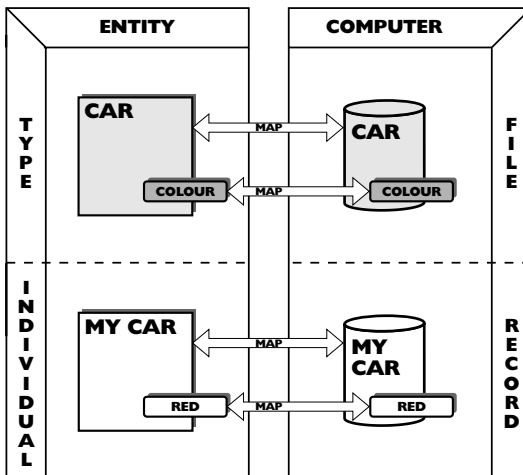 ENTITY
COMPUTER
TYPE
FILE
CAR
MAP
CAR
COLOUR
MAP
COLOUR
INDIVIDUAL
RECORD
MY CAR
MAP
MY
CAR
RED
MAP
RED